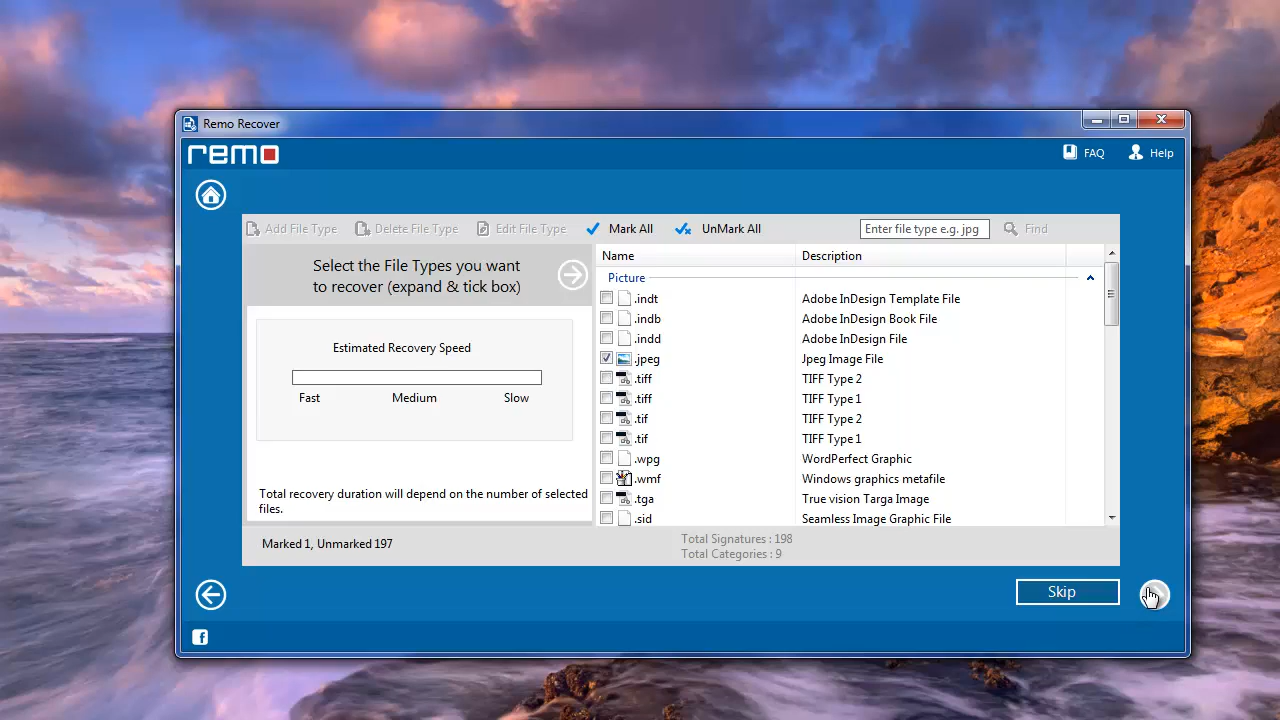 Remo Recover
remo
FAQ
Help
Add File Type
Delete File Type
Edit File Type
Mark All
UnMark All
Enter file type e.g. jpg
Find
Select the File Types you want
to recover (expand & tick box)
Estimated Recovery Speed
Fast Medium Slow
Total recovery duration will depend on the number of selected
files.
Name Description
Picture
.indt Adobe InDesign Template File
.indb Adobe InDesign Book File
.indd Adobe InDesign File
.jpeg Jpeg Image File
.tiff TIFF Type 2
.tiff TIFF Type 1
.tif TIFF Type 2
.tif TIFF Type 1
.wpg WordPerfect Graphic
.wmf Windows graphics metafile
.tga True vision Targa Image
.sid Seamless Image Graphic File
Marked 1, Unmarked 197
Total Signatures : 198
Total Categories : 9
Skip
f